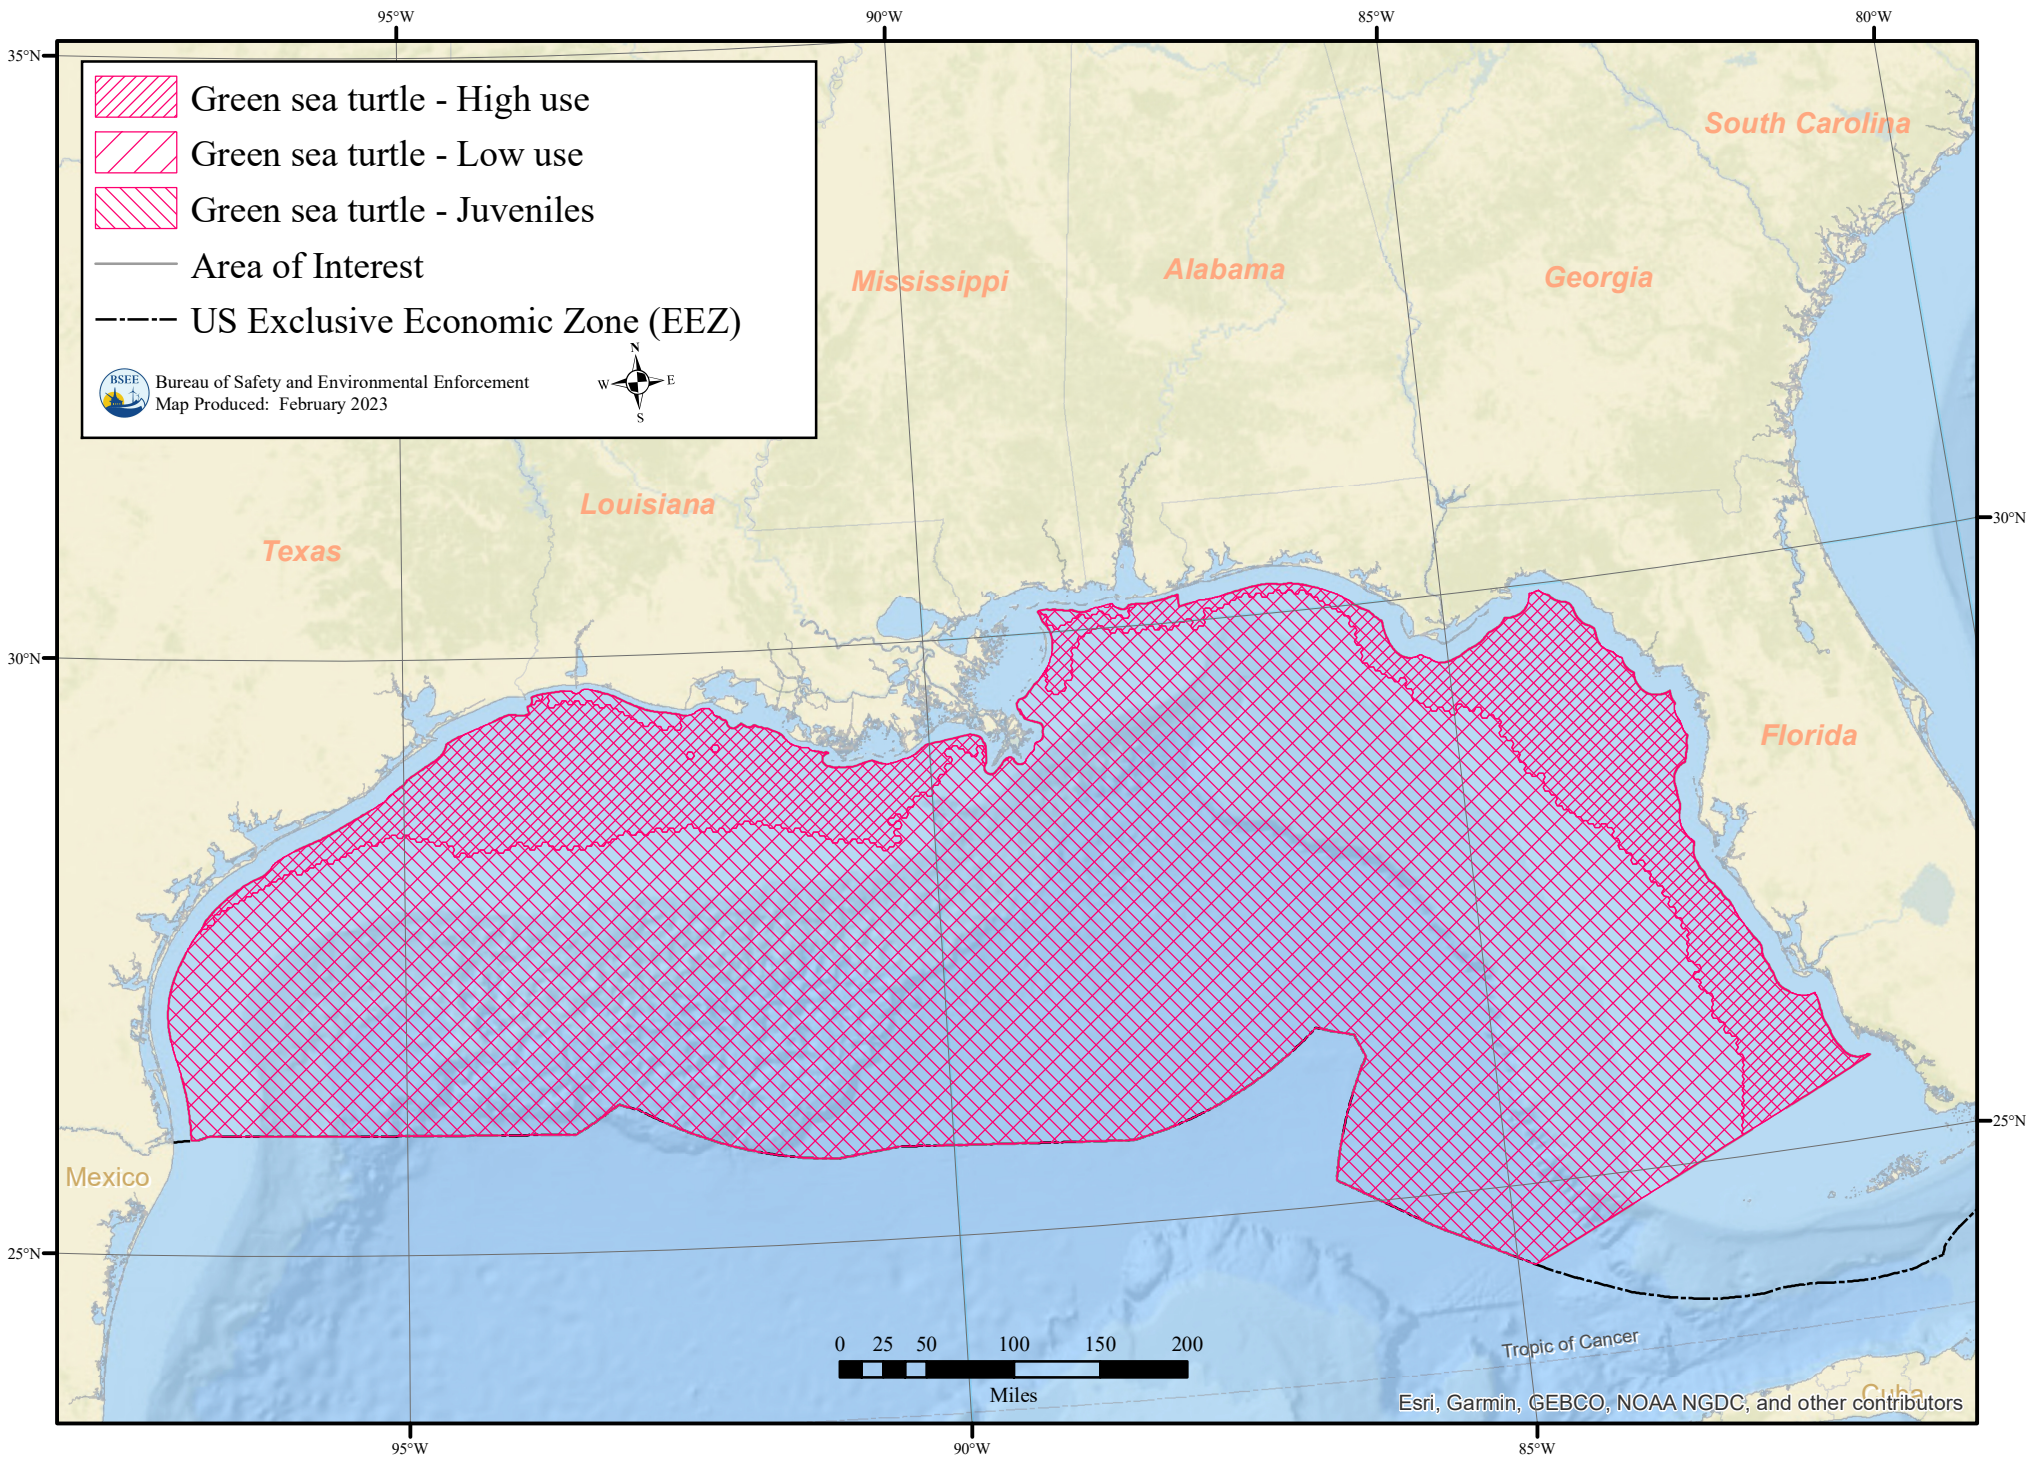 95°W
90°W
85°W
80°W
35°N
Green sea turtle - High use
Green sea turtle - Low use
Green sea turtle - Juveniles
Area of Interest
US Exclusive Economic Zone (EEZ)
N
W
E
S
BSEE
Bureau of Safety and Environmental Enforcement
Map Produced: February 2023
South Carolina
Mississippi
Alabama
Georgia
Louisiana
Texas
30°N
30°N
Florida
25°N
Mexico
25°N
0 25 50 100 150 200
Miles
Tropic of Cancer
Cuba
Esri, Garmin, GEBCO, NOAA NGDC, and other contributors
95°W
90°W
85°W